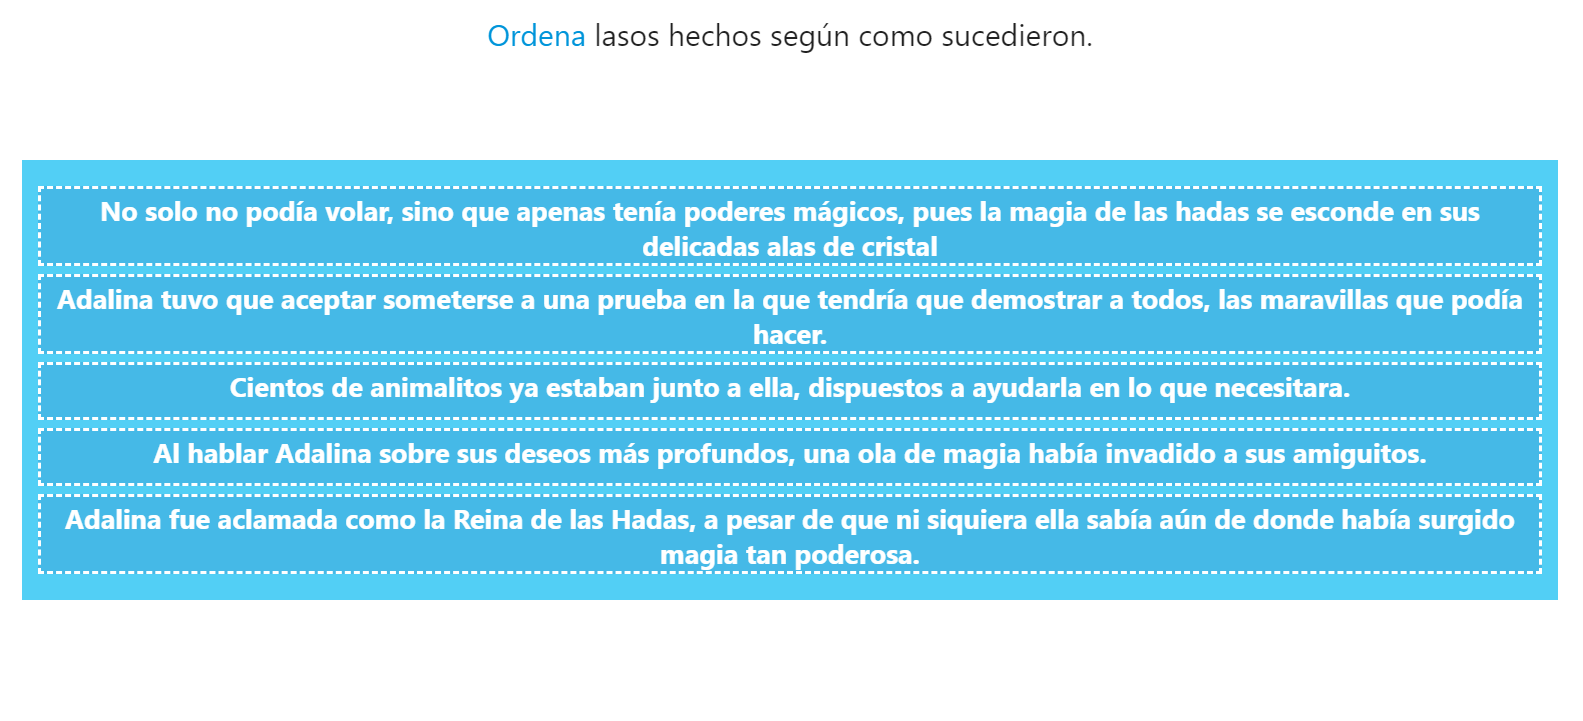 Ordena lasos hechos según como sucedieron.
No solo no podía volar, sino que apenas tenía poderes mágicos, pues la magia de las hadas se esconde en sus
delicadas alas de cristal
Adalina tuvo que aceptar someterse a una prueba en la que tendría que demostrar a todos, las maravillas que podía
hacer.
Cientos de animalitos ya estaban junto a ella, dispuestos a ayudarla en lo que necesitara.
Al hablar Adalina sobre sus deseos más profundos, una ola de magia había invadido a sus amiguitos.
Adalina fue aclamada como la Reina de las Hadas, a pesar de que ni siquiera ella sabía aún de donde había surgido
magia tan poderosa.